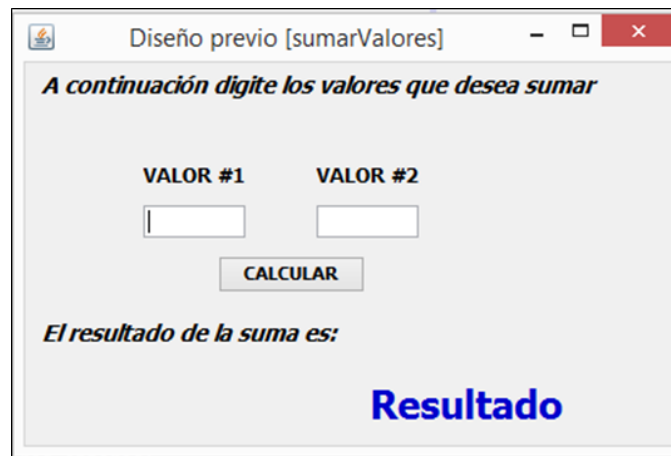 Diseño previo [sumarValores]
A continuación digite los valores que desea sumar
VALOR #1 VALOR #2
CALCULAR
El resultado de la suma es:
Resultado